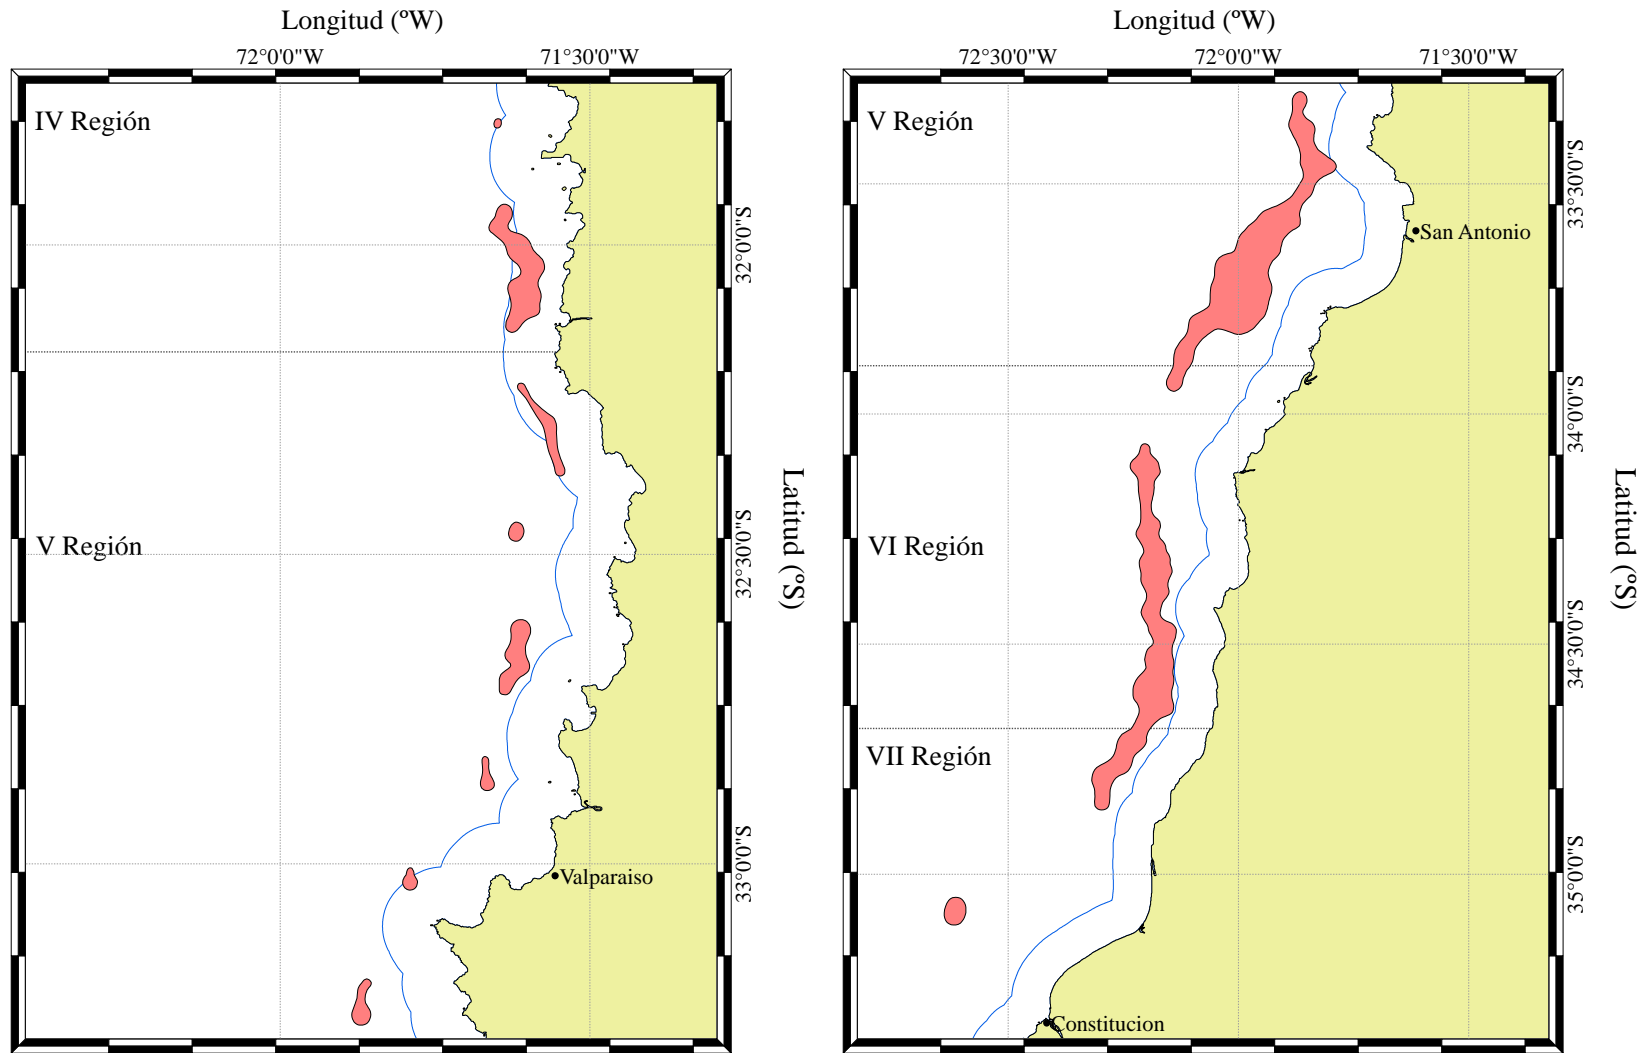 Longitud (ºW)
72°0'0"W
71°30'0"W
IV Región
32°0'0"S
V Región
32°30'0"S
33°0'0"S
Valparaiso
Latitud (ºS)
Longitud (ºW)
72°30'0"W
72°0'0"W
71°30'0"W
V Región
33°30'0"S
San Antonio
34°0'0"S
VI Región
34°30'0"S
VII Región
35°0'0"S
Constitucion
Latitud (ºS)